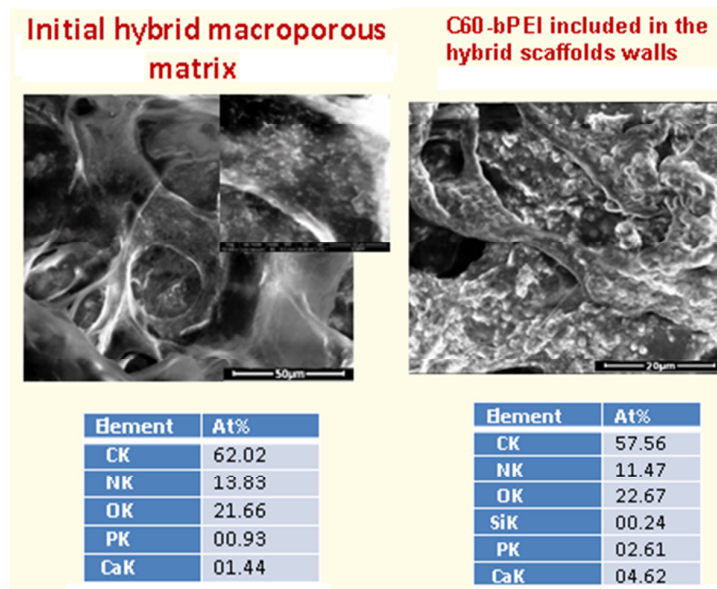 Initial hybrid macroporous
matrix
C60-bPEI included in the
hybrid scaffolds walls
50µm
20µm
Element At%
CK 62.02
NK 13.83
OK 21.66
PK 00.93
CaK 01.44
Element At%
CK 57.56
NK 11.47
OK 22.67
SiK 00.24
PK 02.61
CaK 04.62